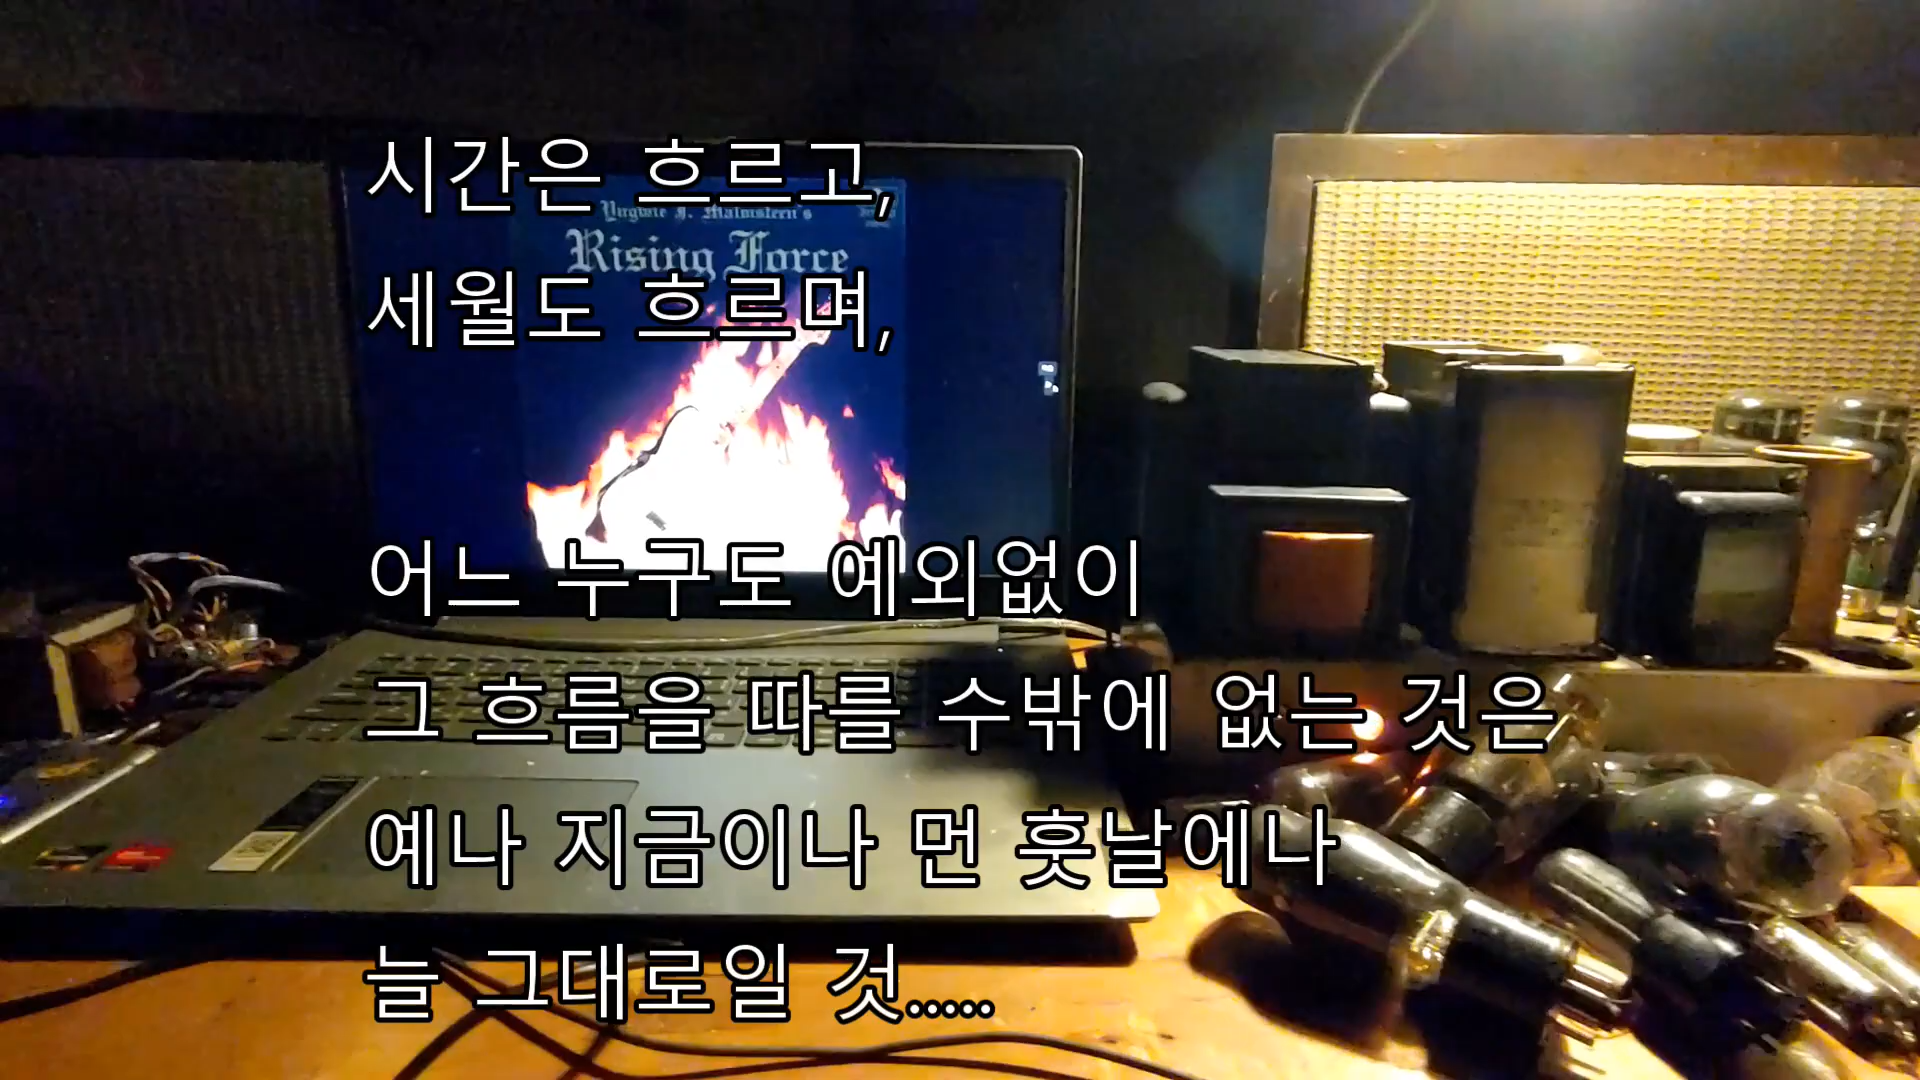 시간은 흐르고,
Yngwie J. Malmsteen's
Rising Force
세월도 흐르며,
어느 누구도 예외없이
그 흐름을 따를 수밖에 없는 것은
예나 지금이나 먼 훗날에나
늘 그대로일 것.....